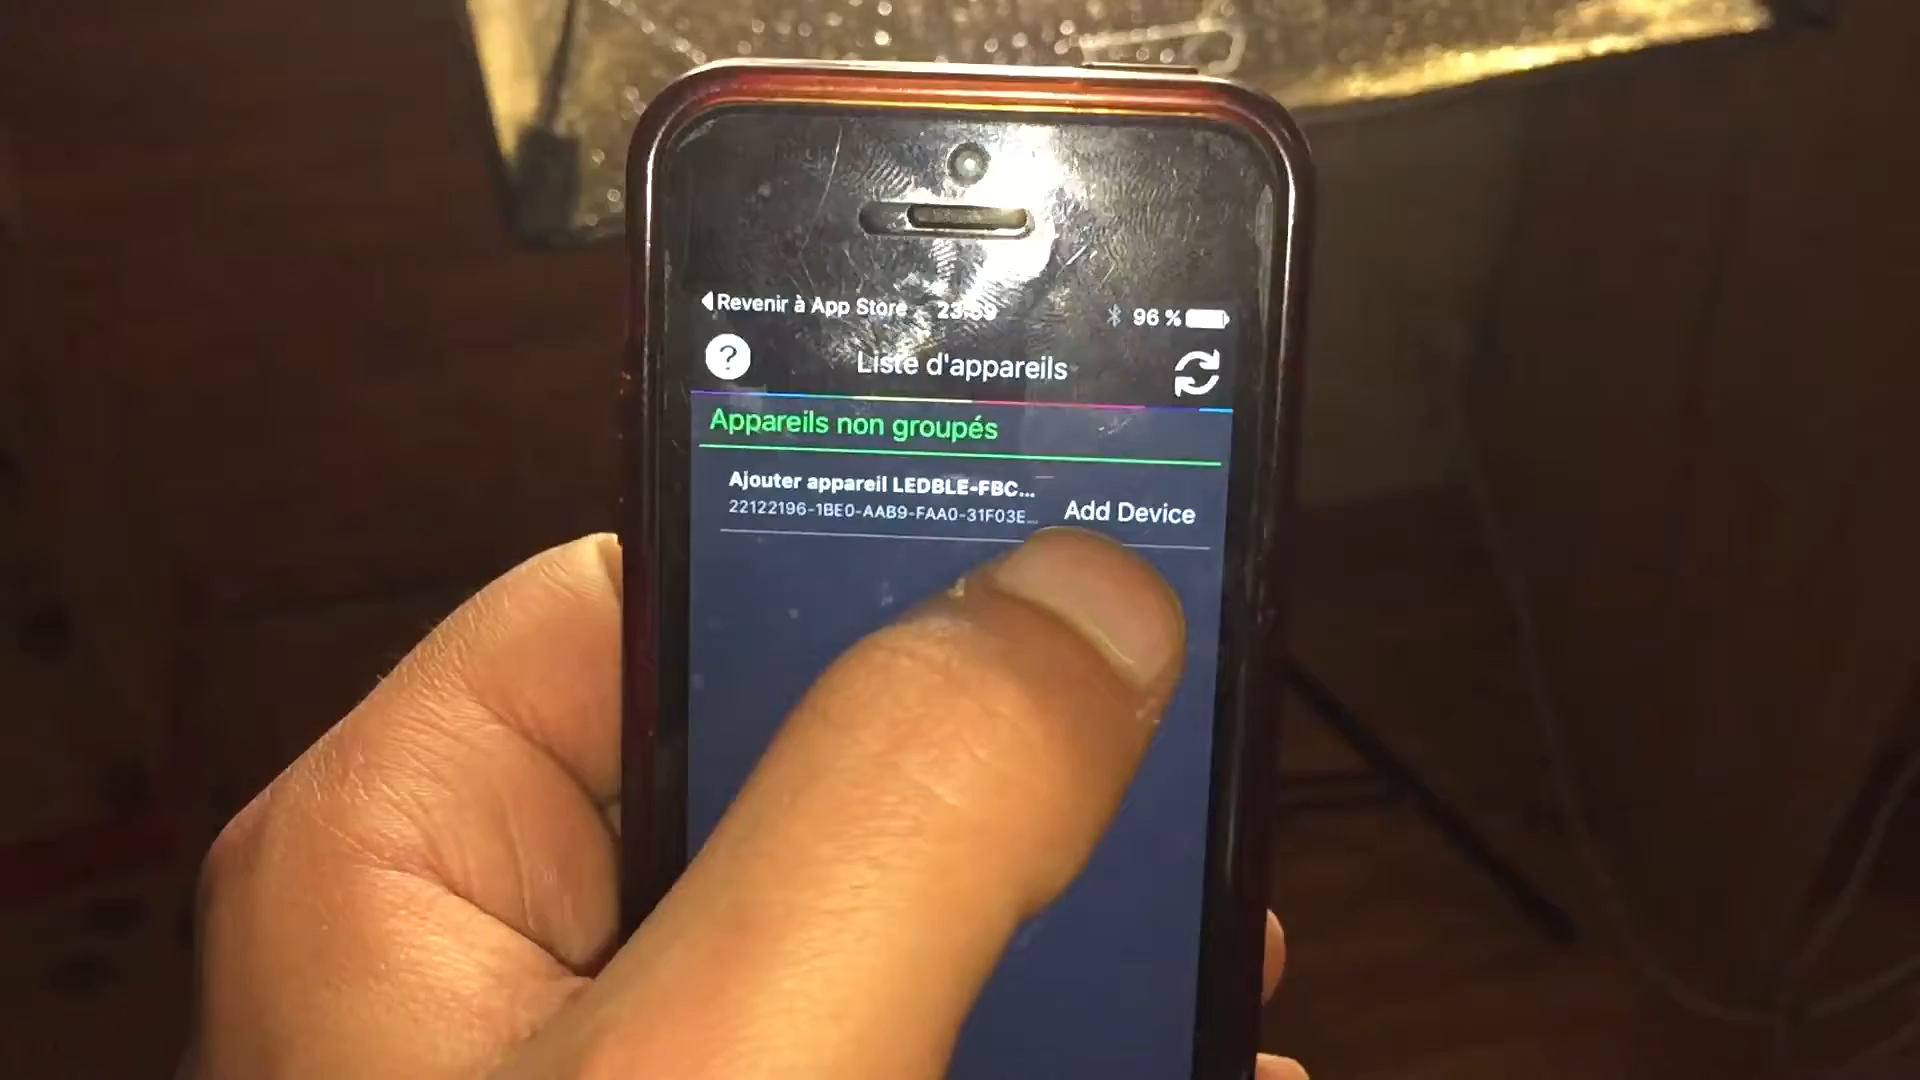 Revenir à App Store
96 %
?
Liste d'appareils
Appareils non groupés
Ajouter appareil LEDBLE-FBC...
22122196-1BE0-AAB9-FAA0-31F03E...
Add Device